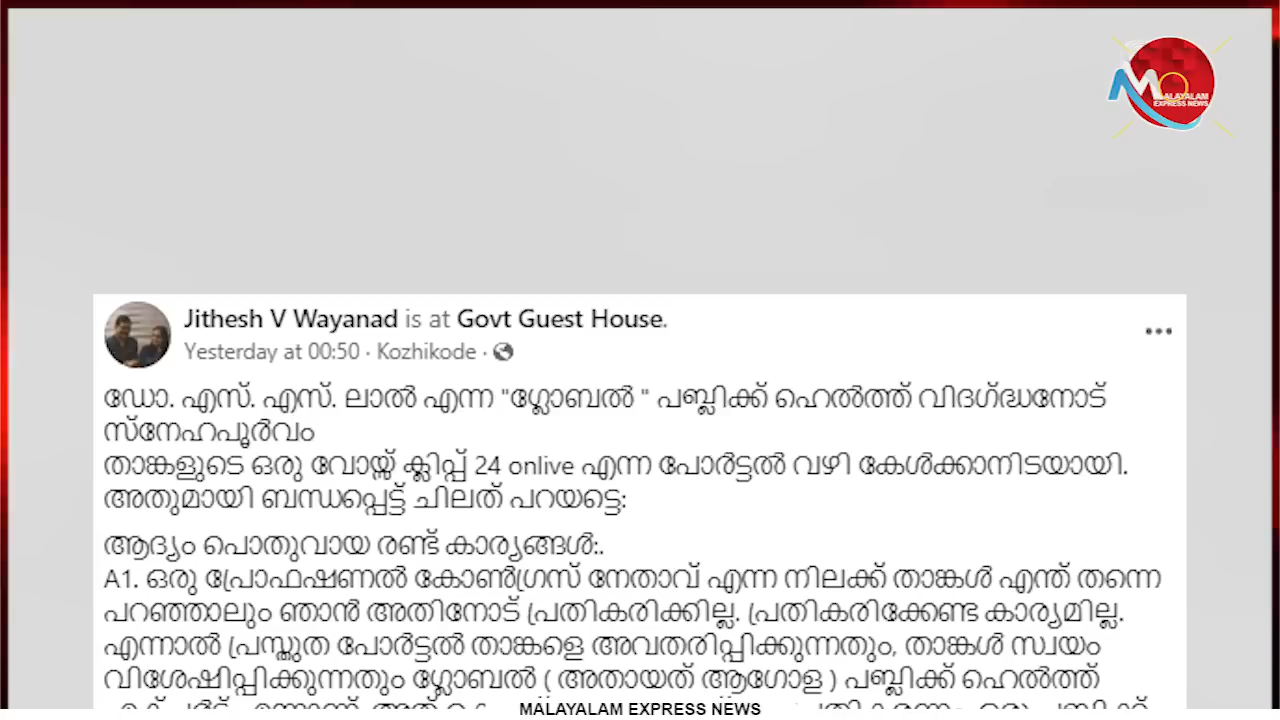 MALAYALAM
EXPRESS NEWS
Jithesh V Wayanad is at Govt Guest House.
Yesterday at 00:50 · Kozhikode ·
ഡോ. എസ്. എസ്. ലാൽ എന്ന "ഗ്ലോബൽ " പബ്ലിക്ക് ഹെൽത്ത് വിദഗ്ദ്ധനോട്
സ്നേഹപൂർവം
താങ്കളുടെ ഒരു വോയ്സ് ക്ലിപ്പ് 24 onlive എന്ന പോർട്ടൽ വഴി കേൾക്കാനിടയായി.
അതുമായി ബന്ധപ്പെട്ട് ചിലത് പറയട്ടെ:
ആദ്യം പൊതുവായ രണ്ട് കാര്യങ്ങൾ:.
A1. ഒരു പ്രോഫഷണൽ കോൺഗ്രസ് നേതാവ് എന്ന നിലക്ക് താങ്കൾ എന്ത് തന്നെ
പറഞ്ഞാലും ഞാൻ അതിനോട് പ്രതികരിക്കില്ല. പ്രതികരിക്കേണ്ട കാര്യമില്ല.
എന്നാൽ പ്രസ്തുത പോർട്ടൽ താങ്കളെ അവതരിപ്പിക്കുന്നതും, താങ്കൾ സ്വയം
വിശേഷിപ്പിക്കുന്നതും ഗ്ലോബൽ ( അതായത് ആഗോള ) പബ്ലിക്ക് ഹെൽത്ത്
MALAYALAM EXPRESS NEWS